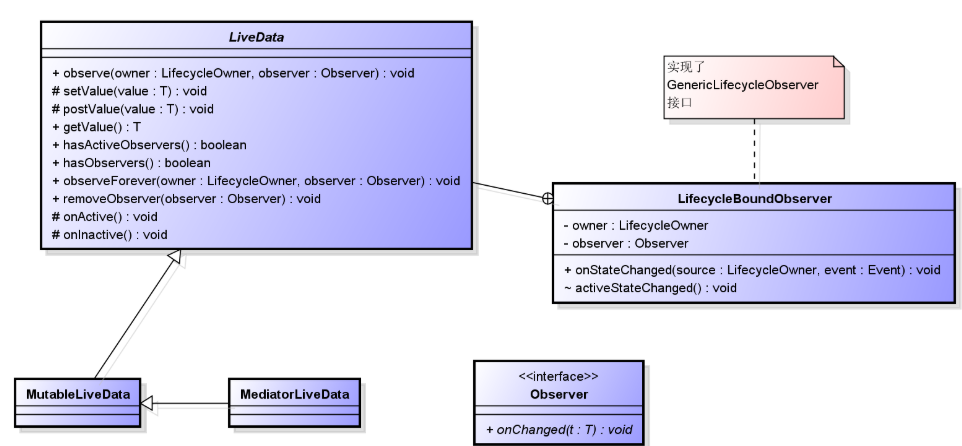 LiveData
+ observe(owner : LifecycleOwner, observer : Observer) : void
# setValue(value : T) : void
# postValue(value : T) : void
+ getValue() : T
+ hasActiveObservers() : boolean
+ hasObservers() : boolean
+ observeForever(owner : LifecycleOwner, observer : Observer) : void
+ removeObserver(observer : Observer) : void
# onActive() : void
# onInactive() : void
实现了
GenericLifecycleObserver
接口
LifecycleBoundObserver
- owner : LifecycleOwner
- observer : Observer
+ onStateChanged(source : LifecycleOwner, event : Event) : void
~ activeStateChanged() : void
MutableLiveData
MediatorLiveData
<<interface>>
Observer
+ onChanged(t : T) : void